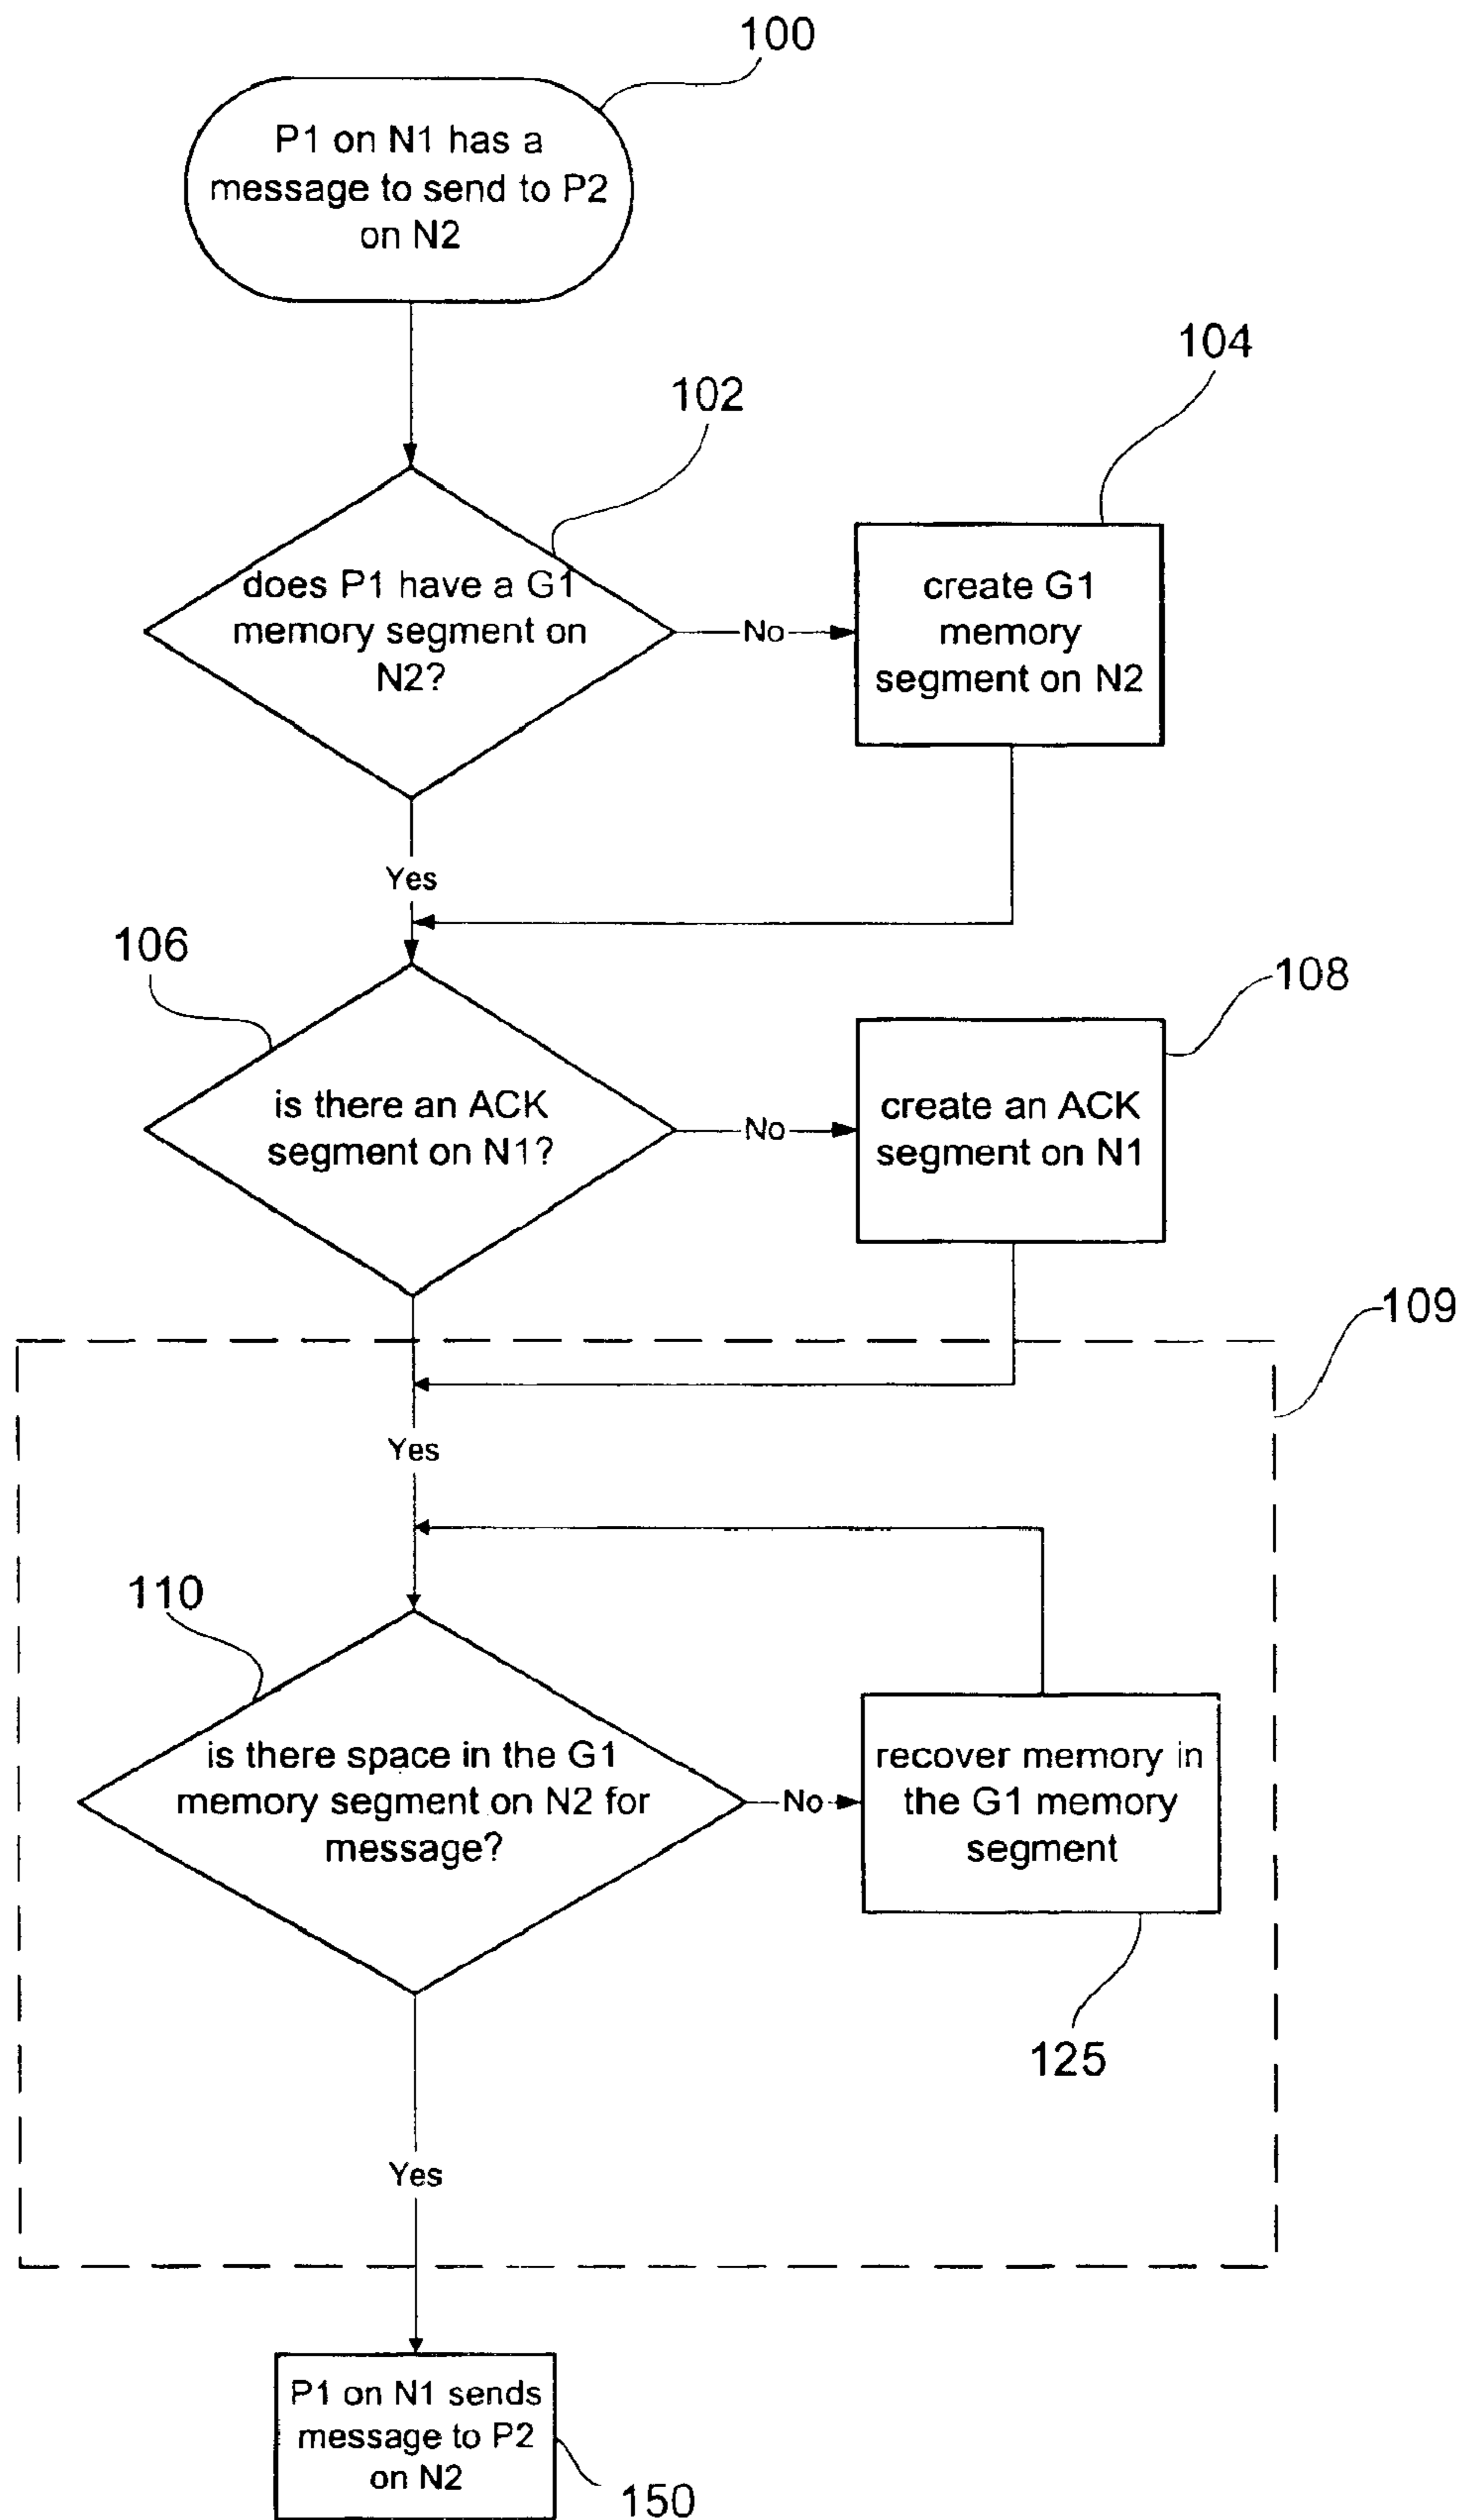 100
P1 on N1 has a
message to send to P2
on N2
104
102
does P1 have a G1
memory segment on
N2?
No
create G1
memory
segment on N2
Yes
106
108
is there an ACK
segment on N1?
No
create an ACK
segment on N1
109
Yes
110
is there space in the G1
memory segment on N2 for
message?
No
recover memory in
the G1 memory
segment
125
Yes
P1 on N1 sends
message to P2
on N2
150